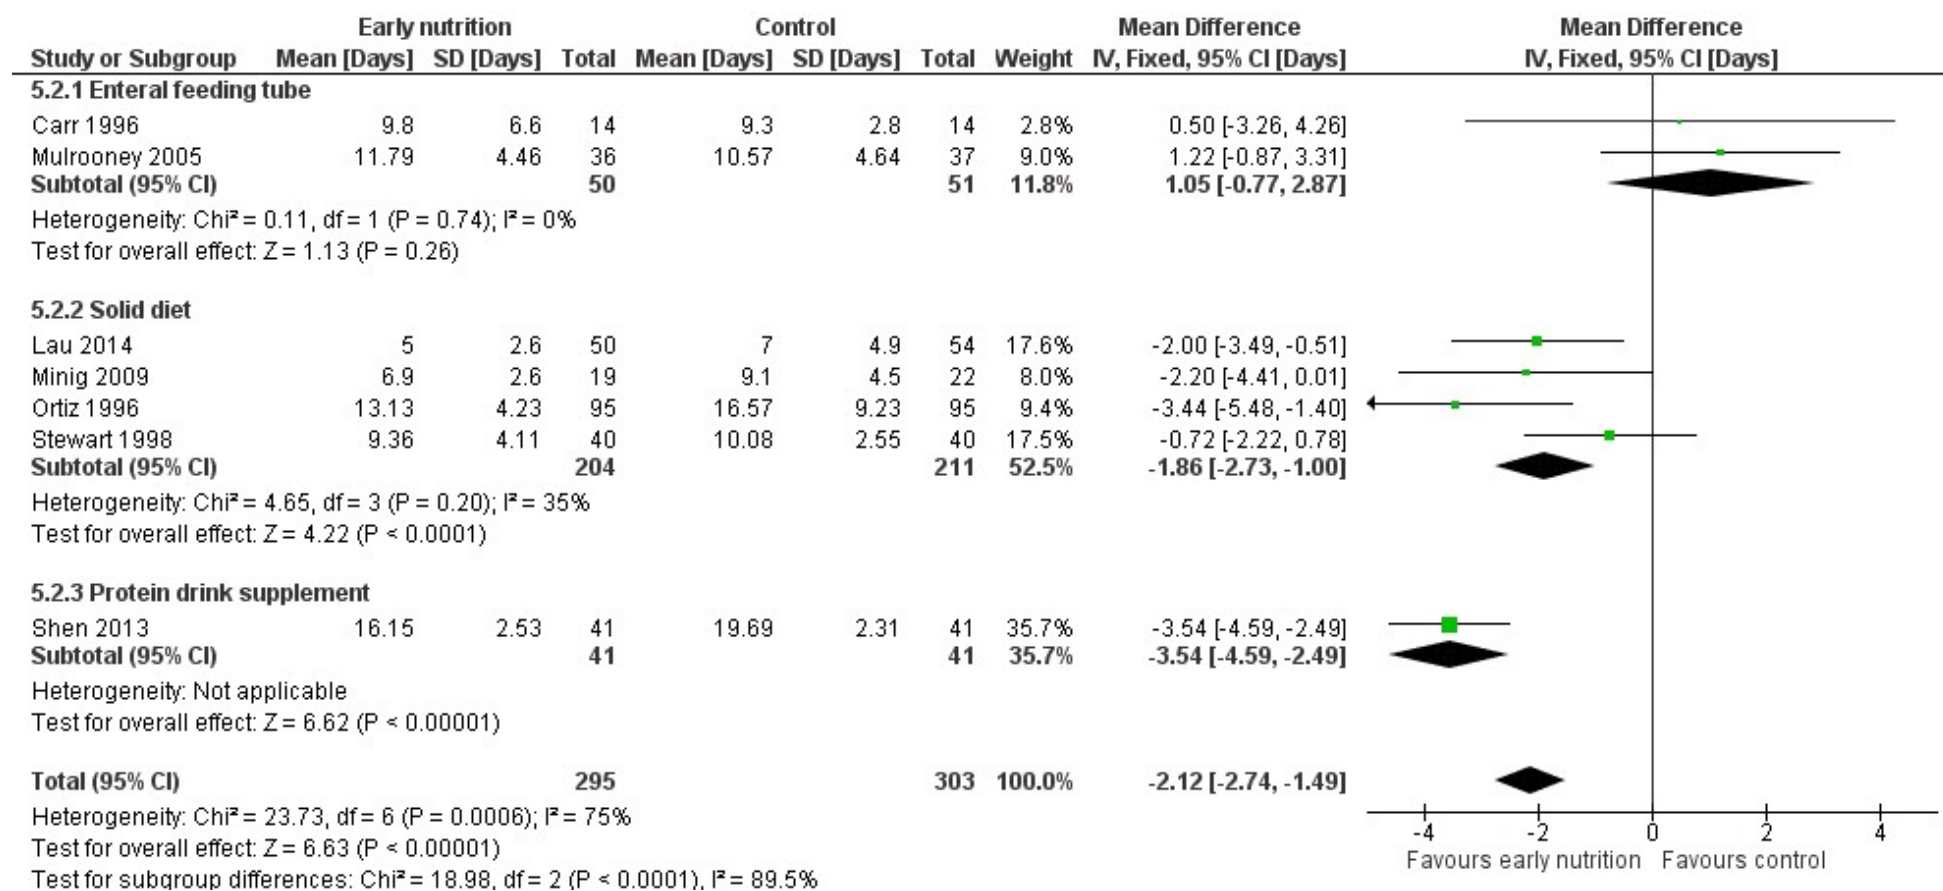 Early nutrition Control Mean Difference Mean Difference
Study or Subgroup Mean [Days] SD [Days] Total Mean [Days] SD [Days] Total Weight IV, Fixed, 95% CI [Days] IV, Fixed, 95% CI [Days]
5.2.1 Enteral feeding tube
Carr 1996 9.8 6.6 14 9.3 2.8 14 2.8% 0.50 [-3.26, 4.26]
Mulrooney 2005 11.79 4.46 36 10.57 4.64 37 9.0% 1.22 [-0.87, 3.31]
Subtotal (95% CI) 50 51 11.8% 1.05 [-0.77, 2.87]
Heterogeneity: Chi² = 0.11, df = 1 (P = 0.74); I² = 0%
Test for overall effect: Z = 1.13 (P = 0.26)
5.2.2 Solid diet
Lau 2014 5 2.6 50 7 4.9 54 17.6% -2.00 [-3.49, -0.51]
Minig 2009 6.9 2.6 19 9.1 4.5 22 8.0% -2.20 [-4.41, 0.01]
Ortiz 1996 13.13 4.23 95 16.57 9.23 95 9.4% -3.44 [-5.48, -1.40]
Stewart 1998 9.36 4.11 40 10.08 2.55 40 17.5% -0.72 [-2.22, 0.78]
Subtotal (95% CI) 204 211 52.5% -1.86 [-2.73, -1.00]
Heterogeneity: Chi² = 4.65, df = 3 (P = 0.20); I² = 35%
Test for overall effect: Z = 4.22 (P < 0.0001)
5.2.3 Protein drink supplement
Shen 2013 16.15 2.53 41 19.69 2.31 41 35.7% -3.54 [-4.59, -2.49]
Subtotal (95% CI) 41 41 35.7% -3.54 [-4.59, -2.49]
Heterogeneity: Not applicable
Test for overall effect: Z = 6.62 (P < 0.00001)
Total (95% CI) 295 303 100.0% -2.12 [-2.74, -1.49]
Heterogeneity: Chi² = 23.73, df = 6 (P = 0.0006); I² = 75%
Test for overall effect: Z = 6.63 (P < 0.00001)
Test for subgroup differences: Chi² = 18.98, df = 2 (P < 0.0001), I² = 89.5%
-4 -2 0 2 4
Favours early nutrition Favours control